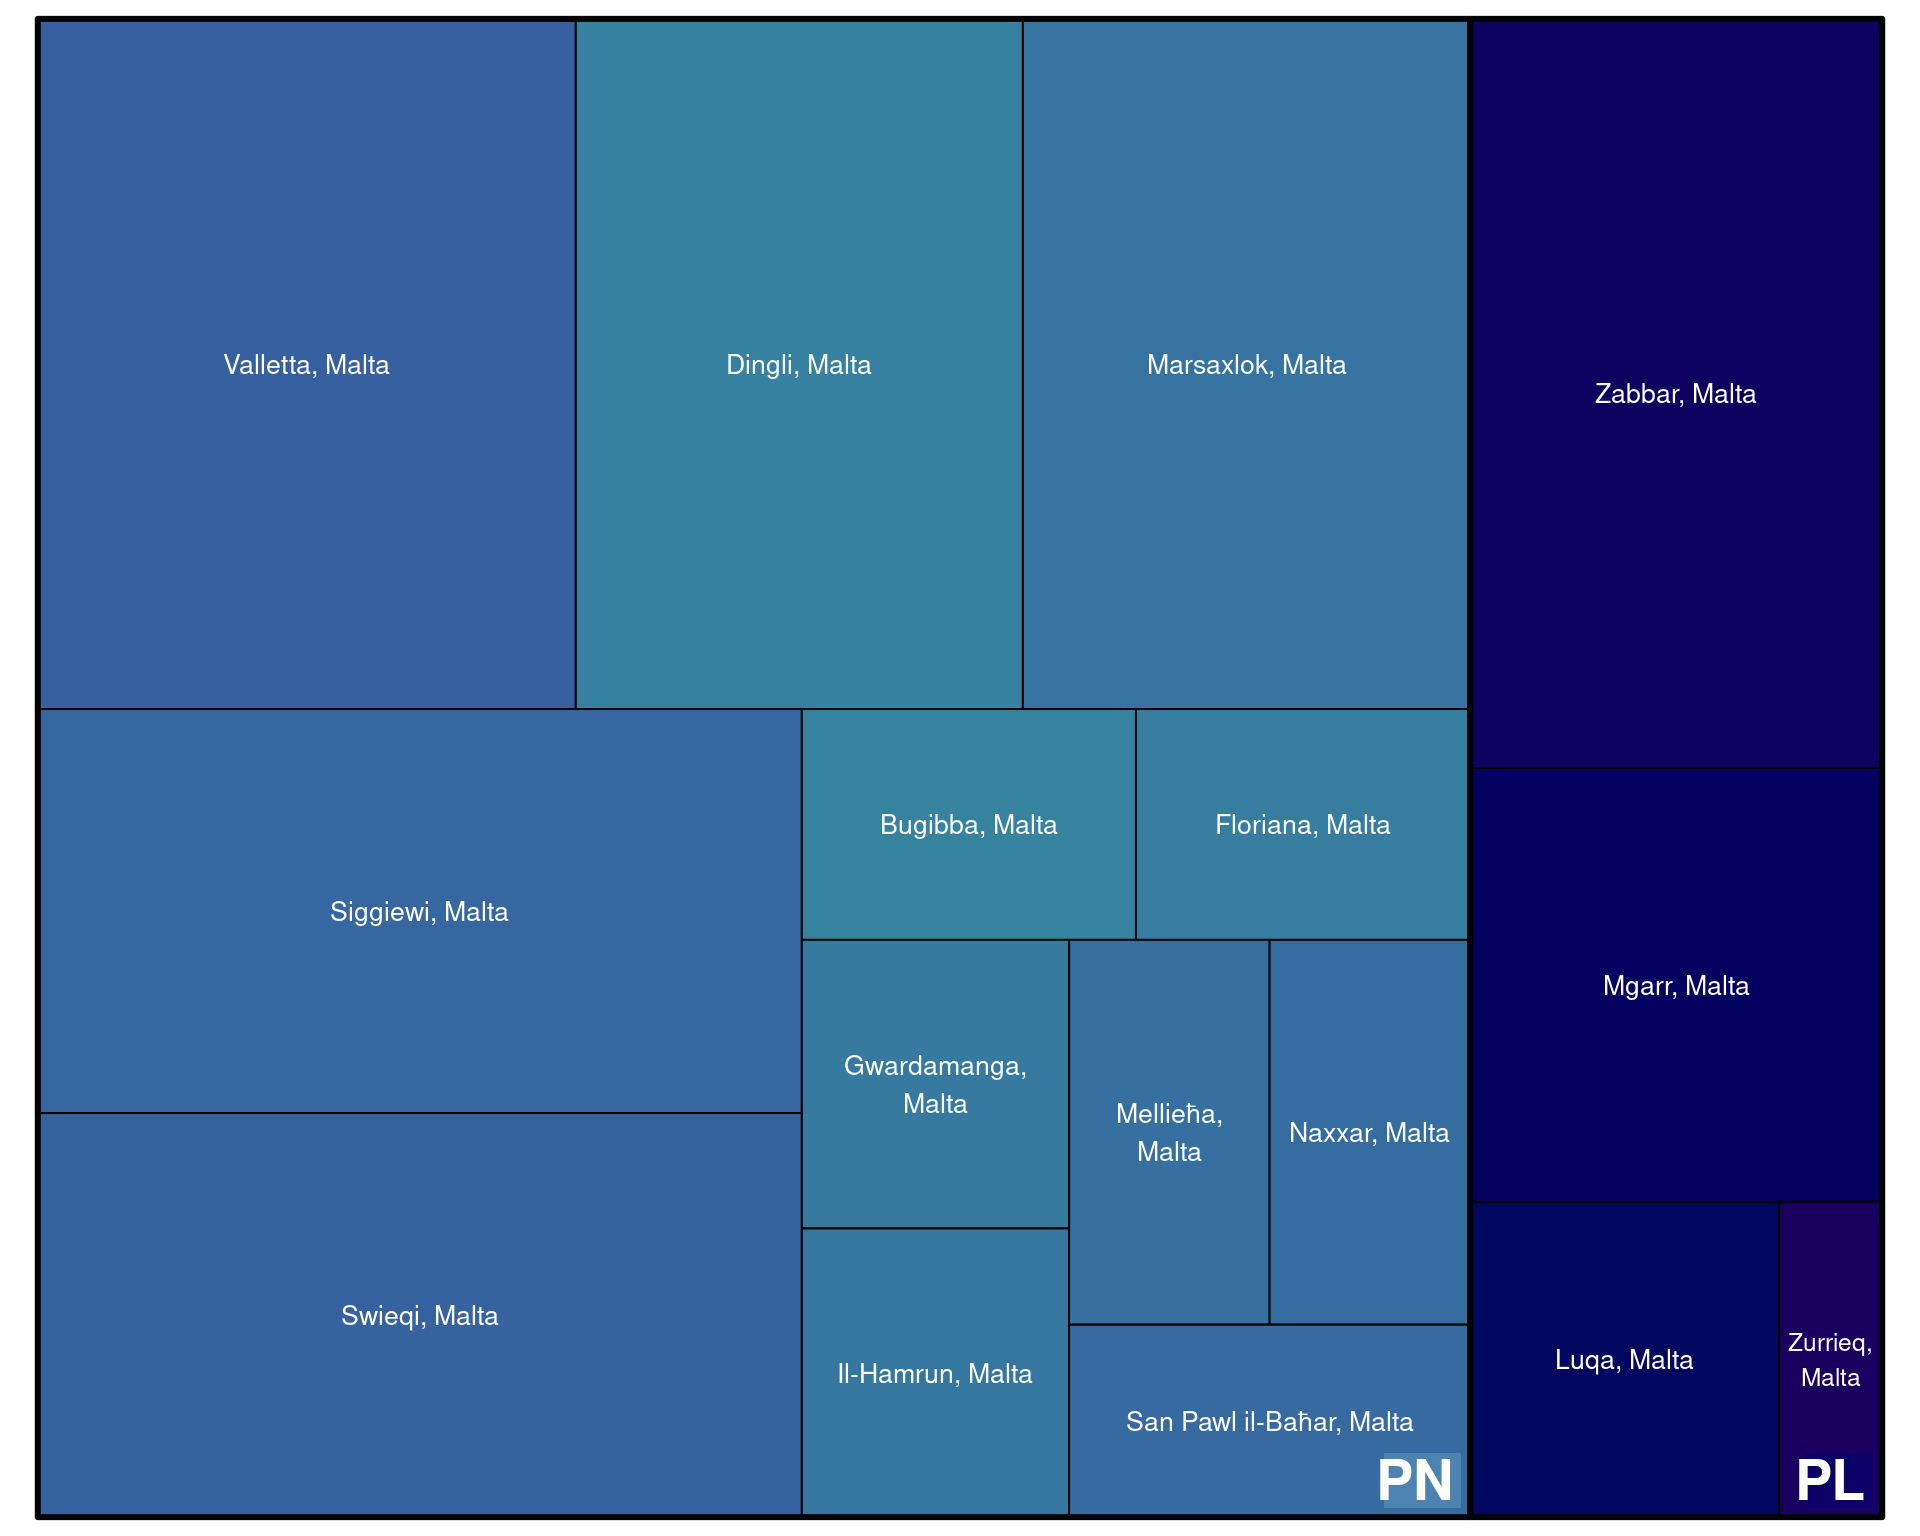 Valletta, Malta
Dingli, Malta
Marsaxlok, Malta
Zabbar, Malta
Siggiewi, Malta
Bugibba, Malta
Floriana, Malta
Mgarr, Malta
Gwardamanga,
Malta
Mellieħa,
Malta
Naxxar, Malta
Swieqi, Malta
Il-Hamrun, Malta
San Pawl il-Baħar, Malta
Luqa, Malta
Zurrieq,
Malta
PN
PL